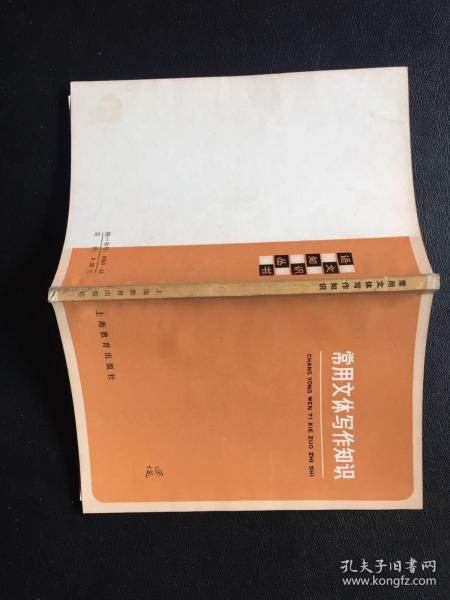 语文知识丛书
常用文体写作知识
CHANG YONG WEN TI XIE ZUO ZHI SHI
上海教育出版社
常用文体写作知识
上海教育出版社
孔夫子旧书网
www.kongfz.com